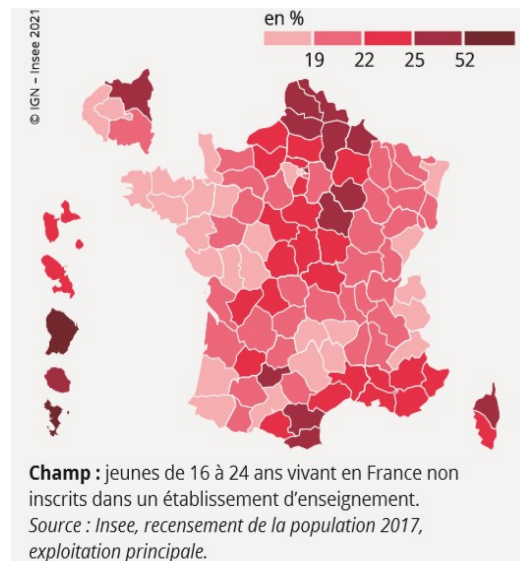 © IGN – Insee 2021
en %
19 22 25 52
Champ : jeunes de 16 à 24 ans vivant en France non
inscrits dans un établissement d’enseignement.
Source : Insee, recensement de la population 2017,
exploitation principale.